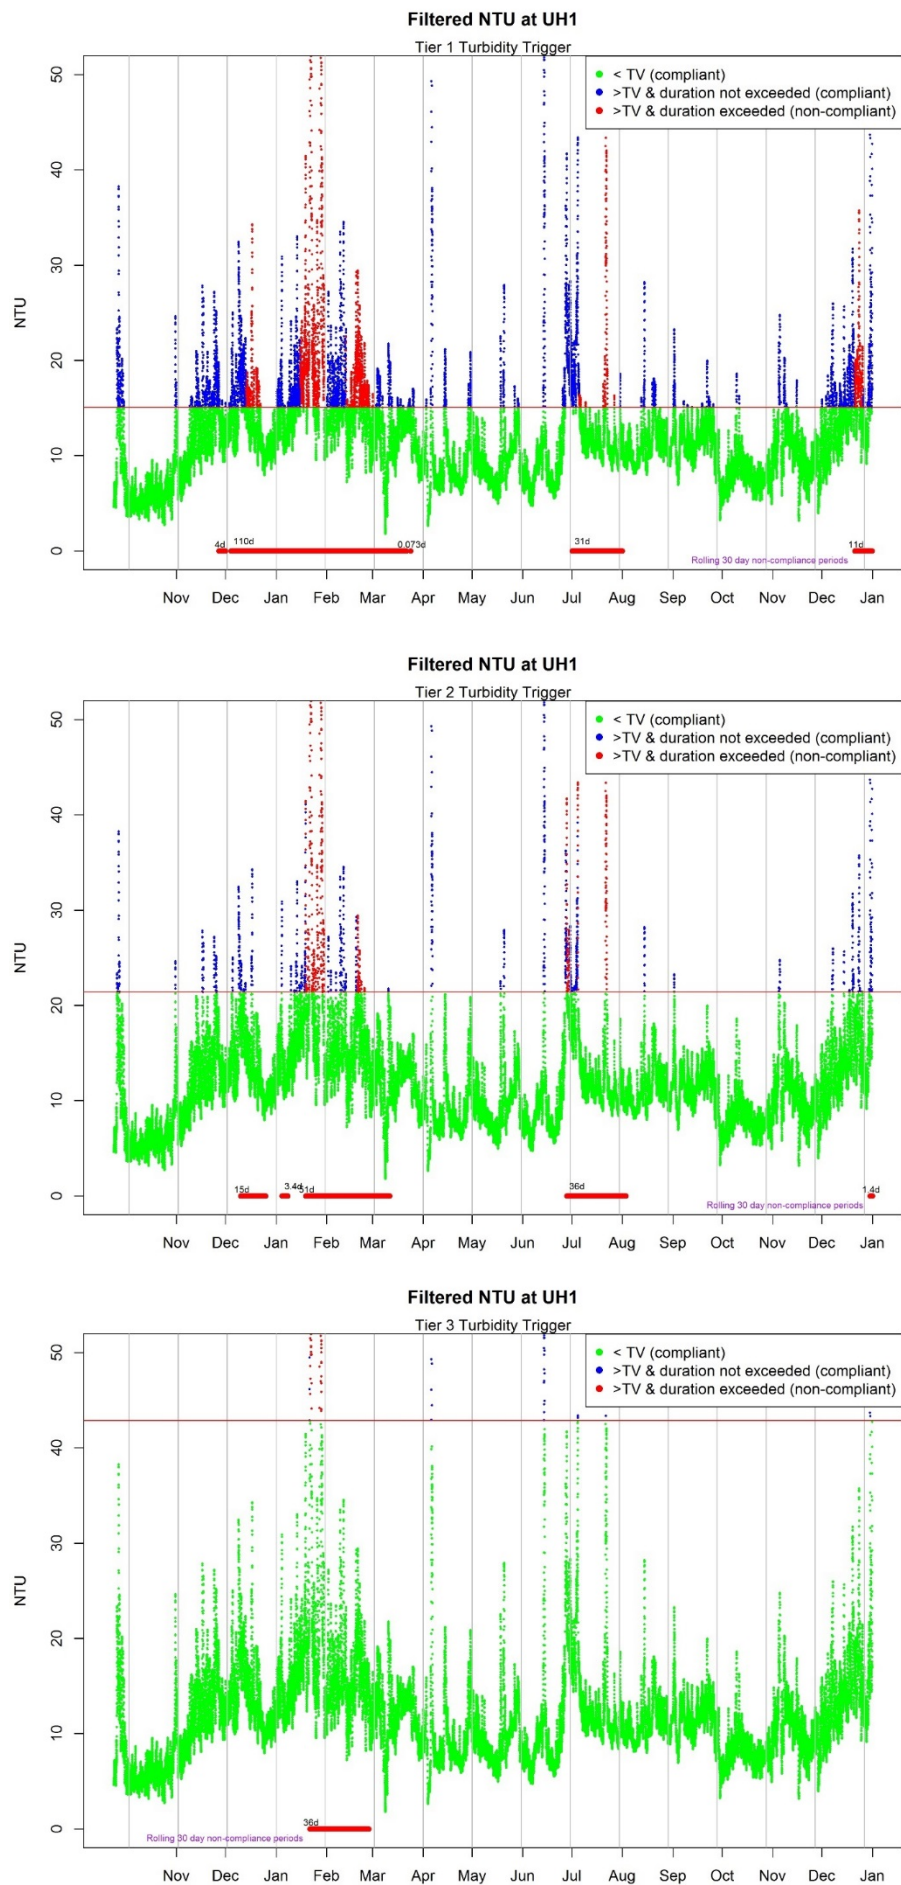 Filtered NTU at UH1
Tier 1 Turbidity Trigger
< TV (compliant)
>TV & duration not exceeded (compliant)
>TV & duration exceeded (non-compliant)
50
40
30
20
10
0
NTU
4d 110d 0.073d 31d 11d
Rolling 30 day non-compliance periods
Nov Dec Jan Feb Mar Apr May Jun Jul Aug Sep Oct Nov Dec Jan
Filtered NTU at UH1
Tier 2 Turbidity Trigger
< TV (compliant)
>TV & duration not exceeded (compliant)
>TV & duration exceeded (non-compliant)
50
40
30
20
10
0
NTU
15d 3.4d 51d 36d 1.4d
Rolling 30 day non-compliance periods
Nov Dec Jan Feb Mar Apr May Jun Jul Aug Sep Oct Nov Dec Jan
Filtered NTU at UH1
Tier 3 Turbidity Trigger
< TV (compliant)
>TV & duration not exceeded (compliant)
>TV & duration exceeded (non-compliant)
50
40
30
20
10
0
NTU
36d
Rolling 30 day non-compliance periods
Nov Dec Jan Feb Mar Apr May Jun Jul Aug Sep Oct Nov Dec Jan